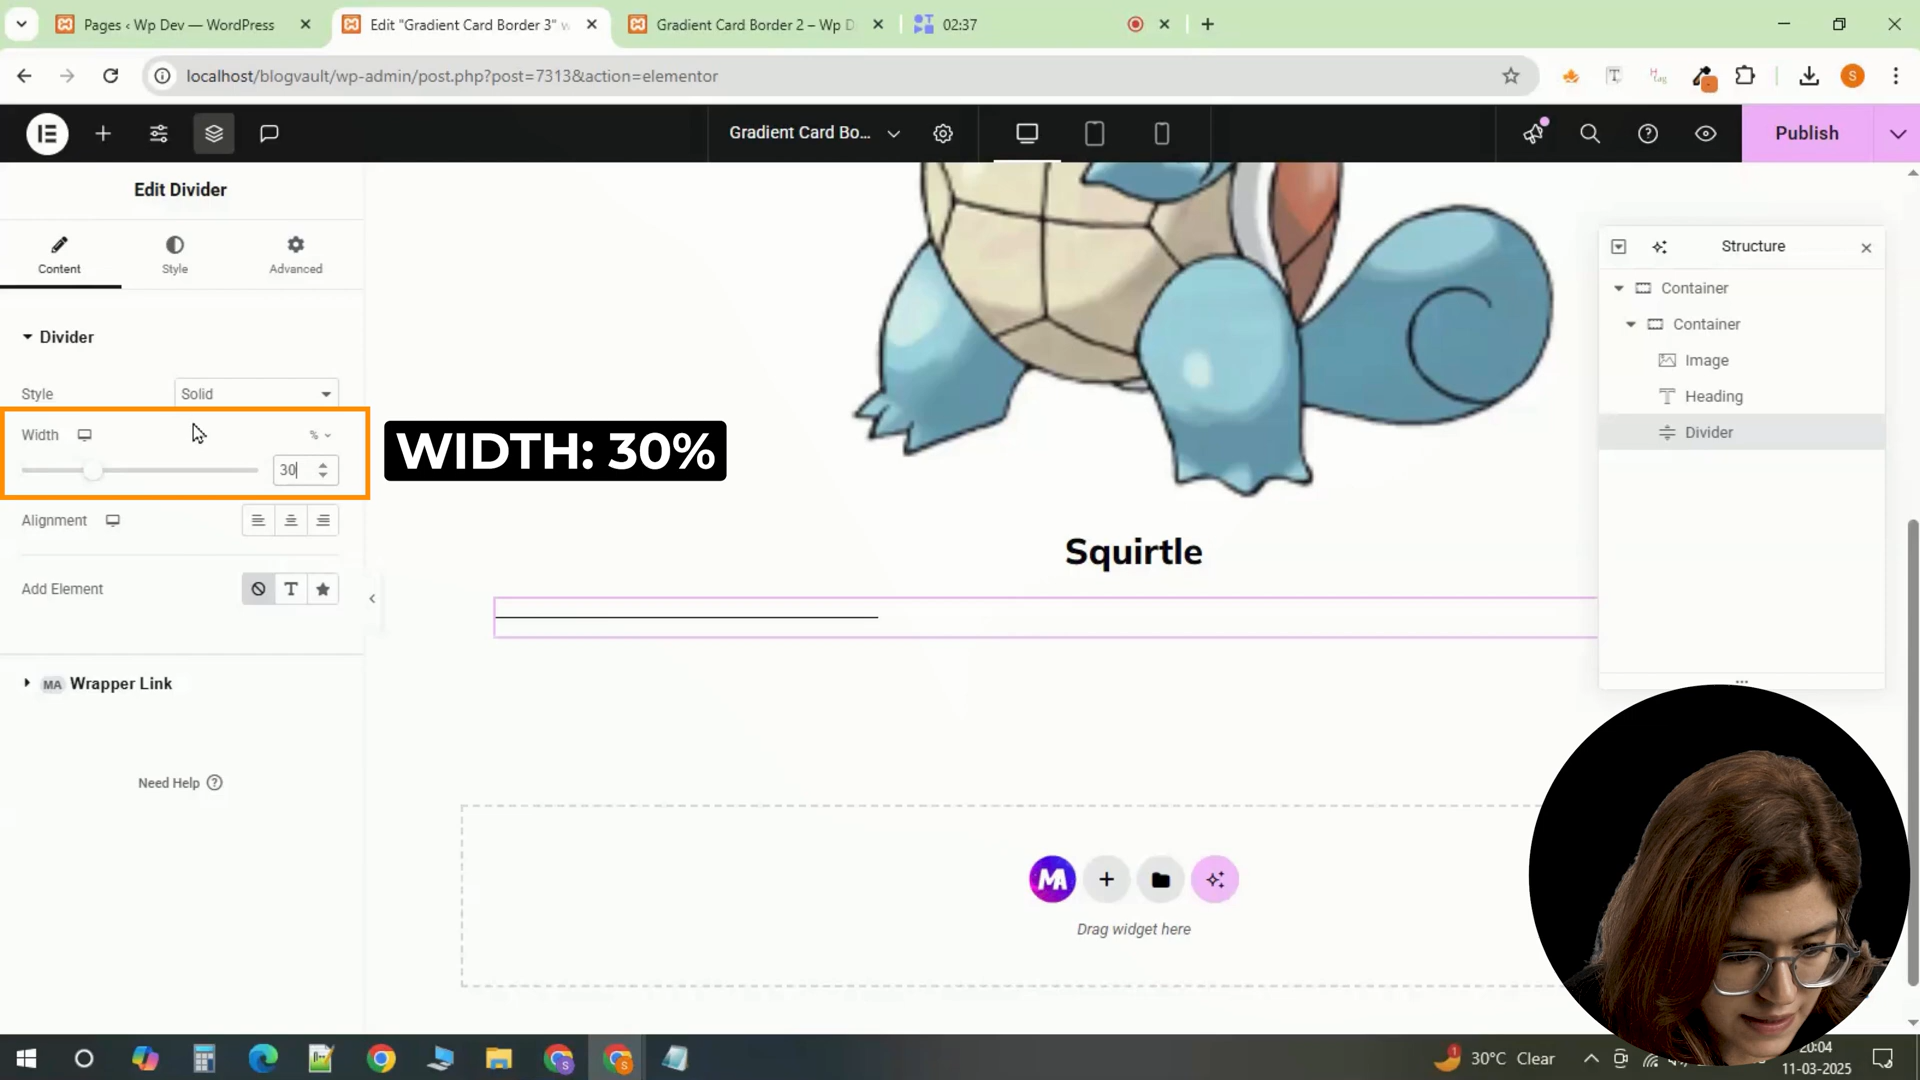 Pages ‹ Wp Dev — WordPress
Edit "Gradient Card Border 3" w
Gradient Card Border 2 – Wp D
02:37
localhost/blogvault/wp-admin/post.php?post=7313&action=elementor
S
Gradient Card Bo...
Publish
Edit Divider
Content
Style
Advanced
Structure
Container
Container
Image
Heading
Divider
Divider
Style
Solid
Width
%
30
WIDTH: 30%
Alignment
Add Element
T
Squirtle
MA Wrapper Link
Need Help
MA
Drag widget here
30°C Clear
20:04
11-03-2025